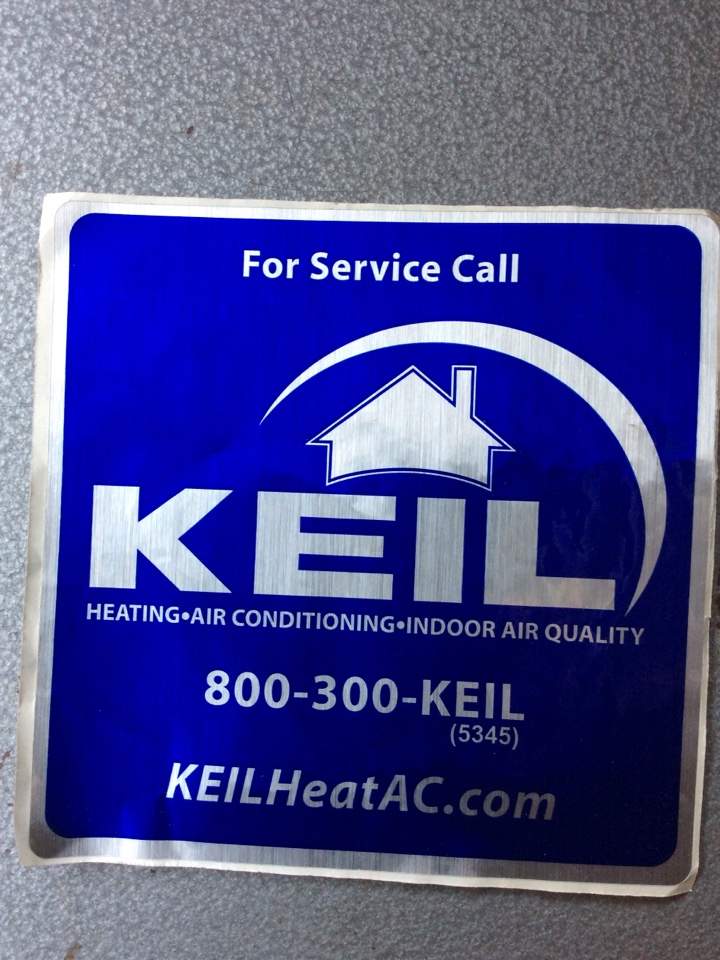 For Service Call
KEIL
HEATING•AIR CONDITIONING•INDOOR AIR QUALITY
800-300-KEIL
(5345)
KEILHeatAC.com